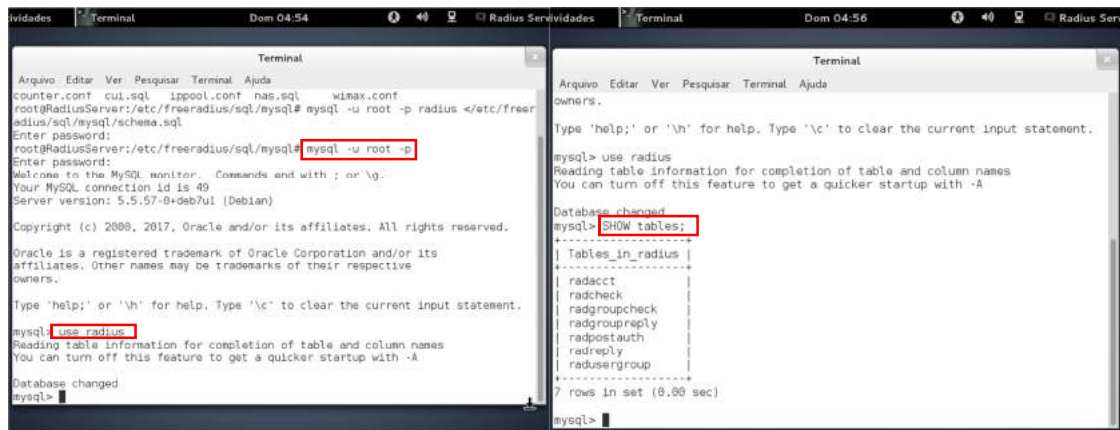 ividades Terminal Dom 04:54 Radius Serv
Terminal
Arquivo Editar Ver Pesquisar Terminal Ajuda
counter.conf cui.sql ippool.conf nas.sql wimax.conf
root@RadiusServer:/etc/freeradius/sql/mysql# mysql -u root -p radius </etc/freer
adius/sql/mysql/schema.sql
Enter password:
root@RadiusServer:/etc/freeradius/sql/mysql# mysql -u root -p
Enter password:
Welcome to the MySQL monitor. Commands end with ; or \g.
Your MySQL connection id is 49
Server version: 5.5.57-0+deb7u1 (Debian)
Copyright (c) 2000, 2017, Oracle and/or its affiliates. All rights reserved.
Oracle is a registered trademark of Oracle Corporation and/or its
affiliates. Other names may be trademarks of their respective
owners.
Type 'help;' or '\h' for help. Type '\c' to clear the current input statement.
mysql> use radius
Reading table information for completion of table and column names
You can turn off this feature to get a quicker startup with -A
Database changed
mysql>
vidades Terminal Dom 04:56 Radius Ser
Terminal
Arquivo Editar Ver Pesquisar Terminal Ajuda
owners.
Type 'help;' or '\h' for help. Type '\c' to clear the current input statement.
mysql> use radius
Reading table information for completion of table and column names
You can turn off this feature to get a quicker startup with -A
Database changed
mysql> SHOW tables;
+------------------+
| Tables_in_radius |
+------------------+
| radacct |
| radcheck |
| radgroupcheck |
| radgroupreply |
| radpostauth |
| radreply |
| radusergroup |
+------------------+
7 rows in set (0.00 sec)
mysql>